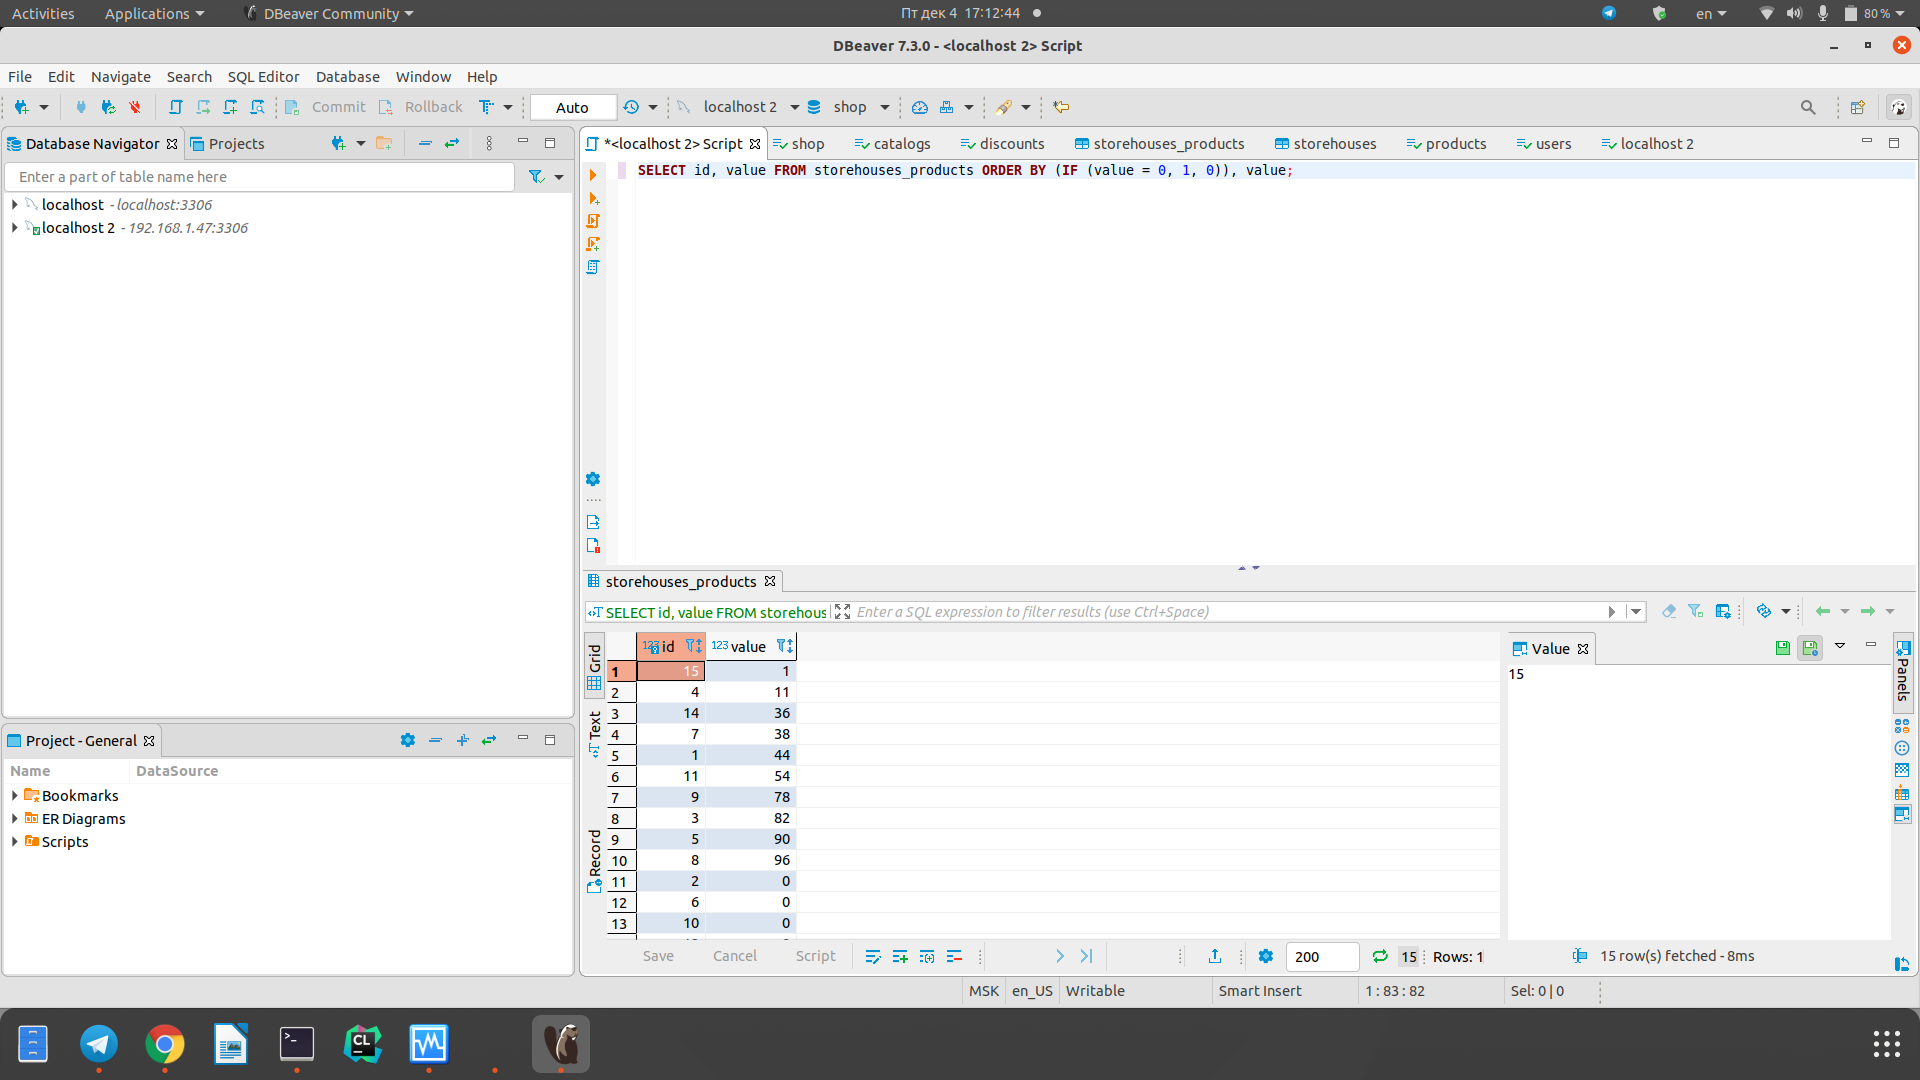 Activities Applications DBeaver Community Пт дек 4 17:12:44 en 80 %
DBeaver 7.3.0 - <localhost 2> Script
File Edit Navigate Search SQL Editor Database Window Help
Commit Rollback Auto localhost 2 shop
Database Navigator Projects
*<localhost 2> Script shop catalogs discounts storehouses_products storehouses products users localhost 2
Enter a part of table name here
localhost - localhost:3306
localhost 2 - 192.168.1.47:3306
SELECT id, value FROM storehouses_products ORDER BY (IF (value = 0, 1, 0)), value;
Project - General
Name DataSource
Bookmarks
ER Diagrams
Scripts
storehouses_products
SELECT id, value FROM storehous Enter a SQL expression to filter results (use Ctrl+Space)
Grid
Text
Record
123 id 123 value
1 15 1
2 4 11
3 14 36
4 7 38
5 1 44
6 11 54
7 9 78
8 3 82
9 5 90
10 8 96
11 2 0
12 6 0
13 10 0
Value
15
Panels
Save Cancel Script 200 15 Rows: 1 15 row(s) fetched - 8ms
MSK en_US Writable Smart Insert 1 : 83 : 82 Sel: 0 | 0
CL